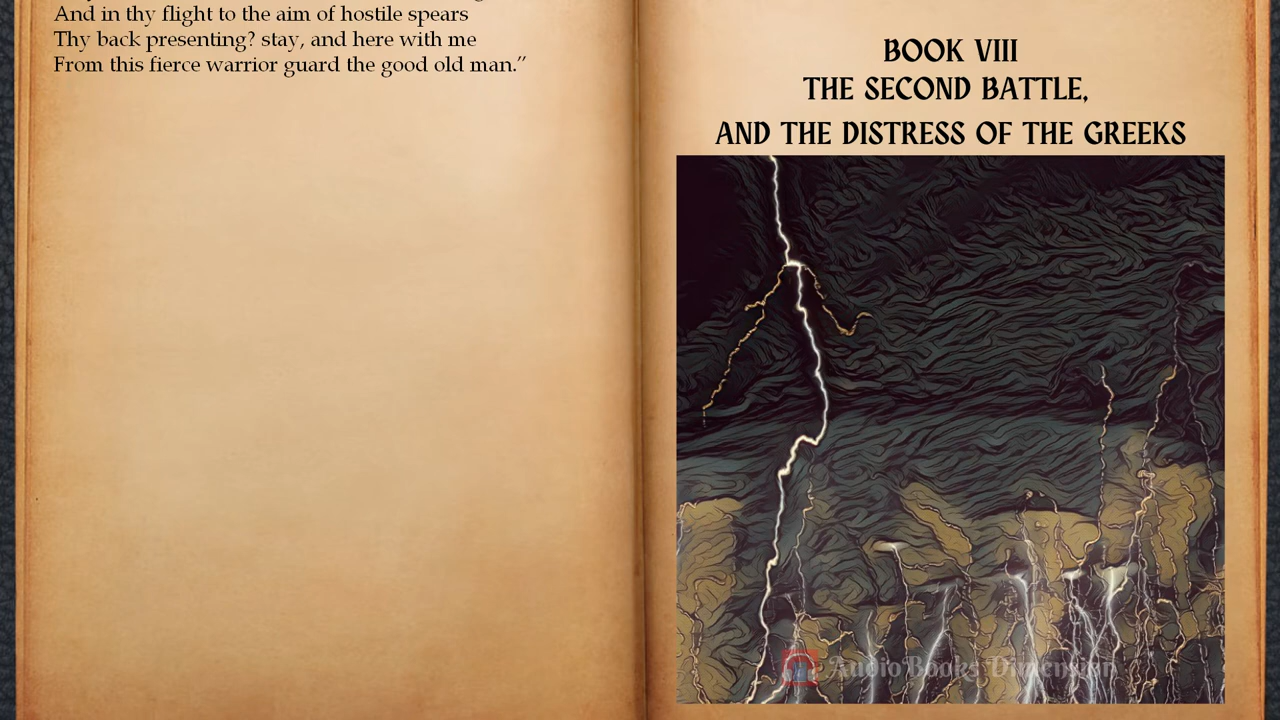 And in thy flight to the aim of hostile spears
Thy back presenting? stay, and here with me
From this fierce warrior guard the good old man.”
BOOK VIII
THE SECOND BATTLE,
AND THE DISTRESS OF THE GREEKS
AudioBooks Dimension